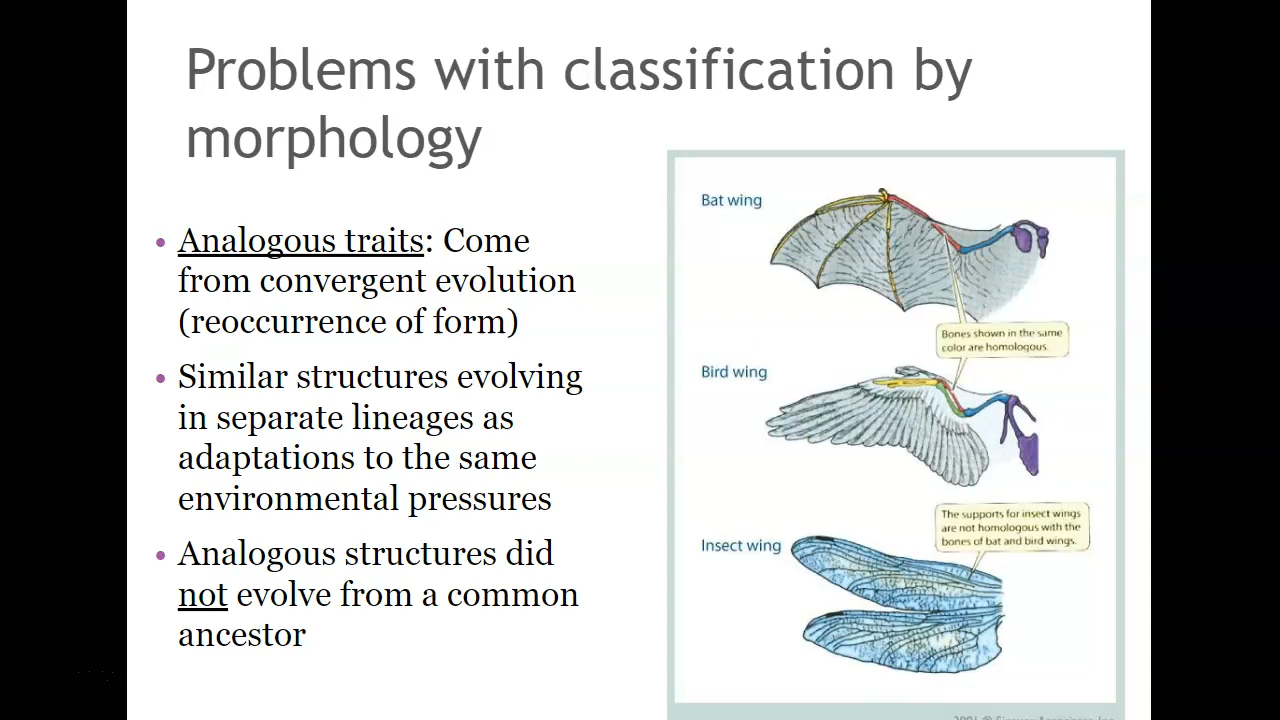 Problems with classification by
morphology
• Analogous traits: Come
from convergent evolution
(reoccurrence of form)
• Similar structures evolving
in separate lineages as
adaptations to the same
environmental pressures
• Analogous structures did
not evolve from a common
ancestor
Bat wing
Bones shown in the same
color are homologous.
Bird wing
The supports for insect wings
are not homologous with the
bones of bat and bird wings.
Insect wing